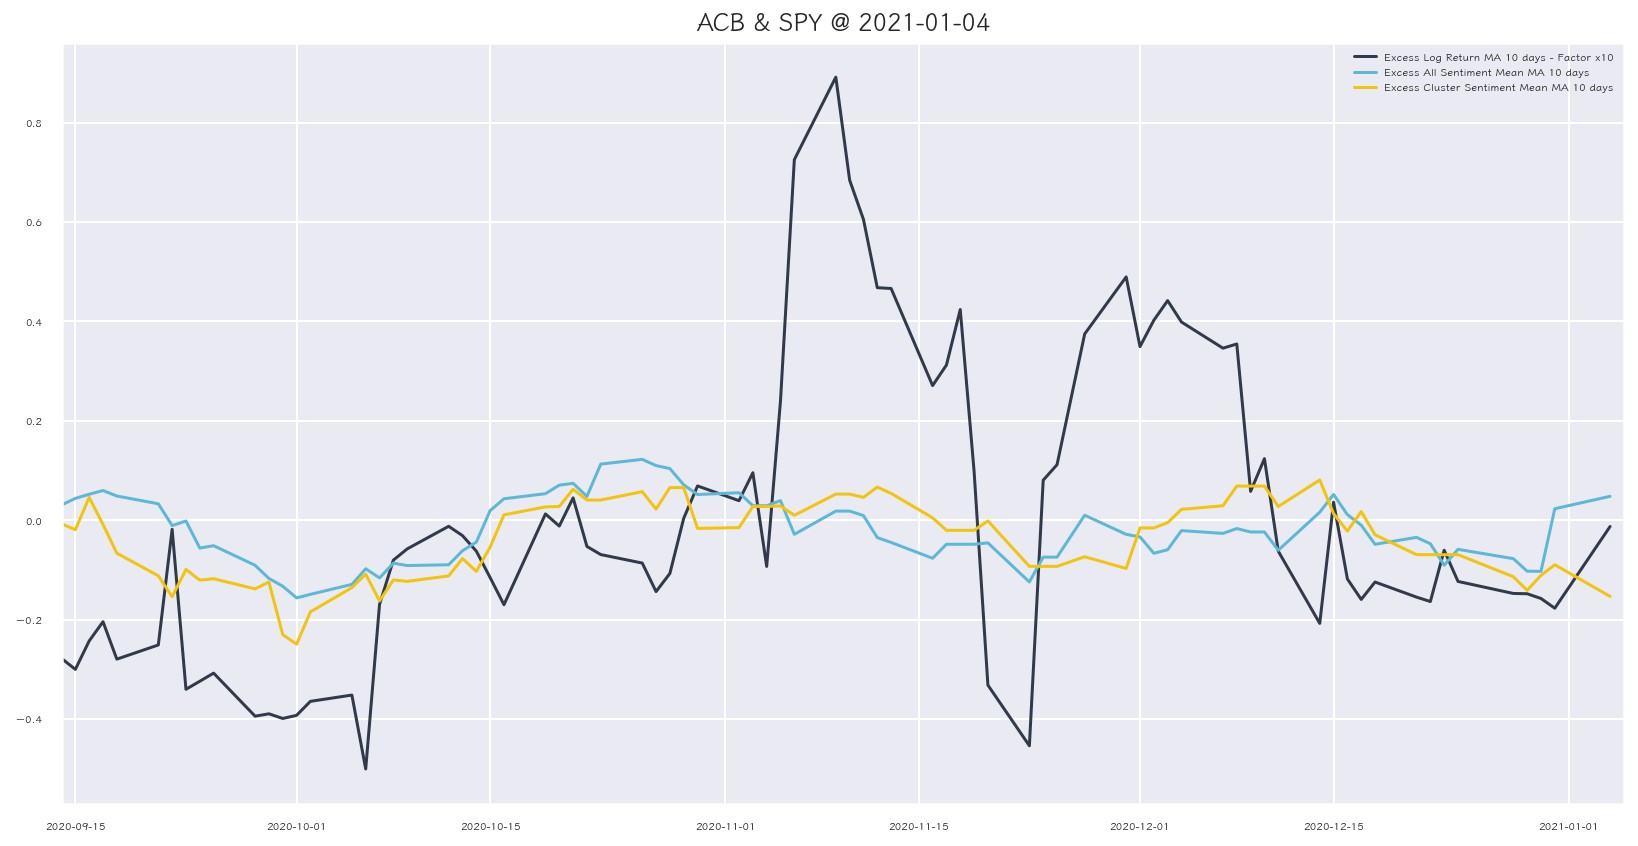 ACB & SPY @ 2021-01-04
Excess Log Return MA 10 days - Factor x10
Excess All Sentiment Mean MA 10 days
Excess Cluster Sentiment Mean MA 10 days
0.8
0.6
0.4
0.2
0.0
−0.2
−0.4
2020-09-15 2020-10-01 2020-10-15 2020-11-01 2020-11-15 2020-12-01 2020-12-15 2021-01-01